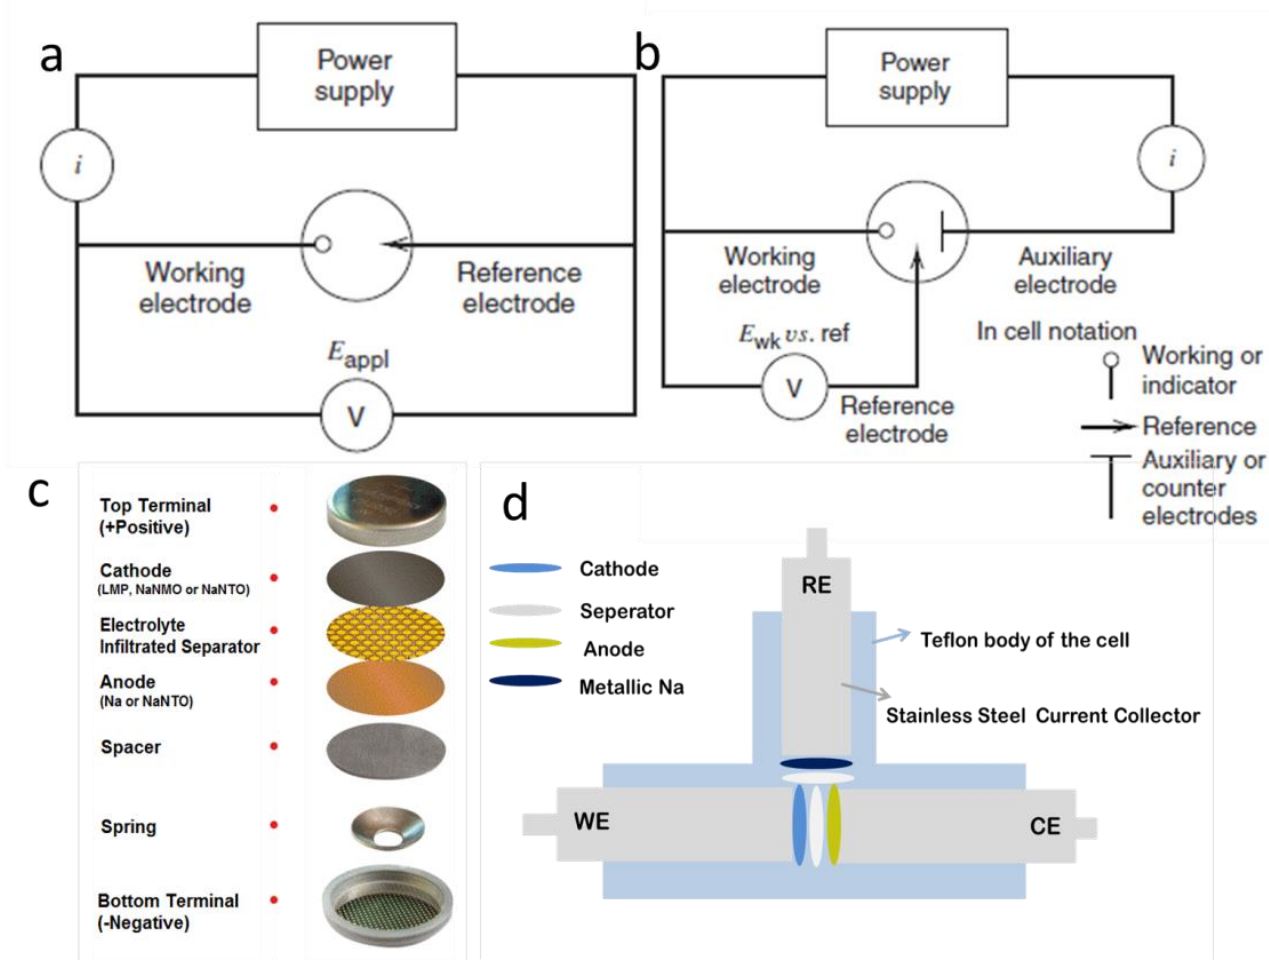 a
Power
supply
i
Working
electrode
Reference
electrode
Eappl
V
b
Power
supply
i
Working
electrode
Auxiliary
electrode
Ewk vs. ref
V
Reference
electrode
In cell notation
Working or
indicator
Reference
Auxiliary or
counter
electrodes
c
Top Terminal
(+Positive)
Cathode
(LMP, NaNMO or NaNTO)
Electrolyte
Infiltrated Separator
Anode
(Na or NaNTO)
Spacer
Spring
Bottom Terminal
(-Negative)
d
Cathode
Seperator
Anode
Metallic Na
RE
Teflon body of the cell
Stainless Steel Current Collector
WE
CE